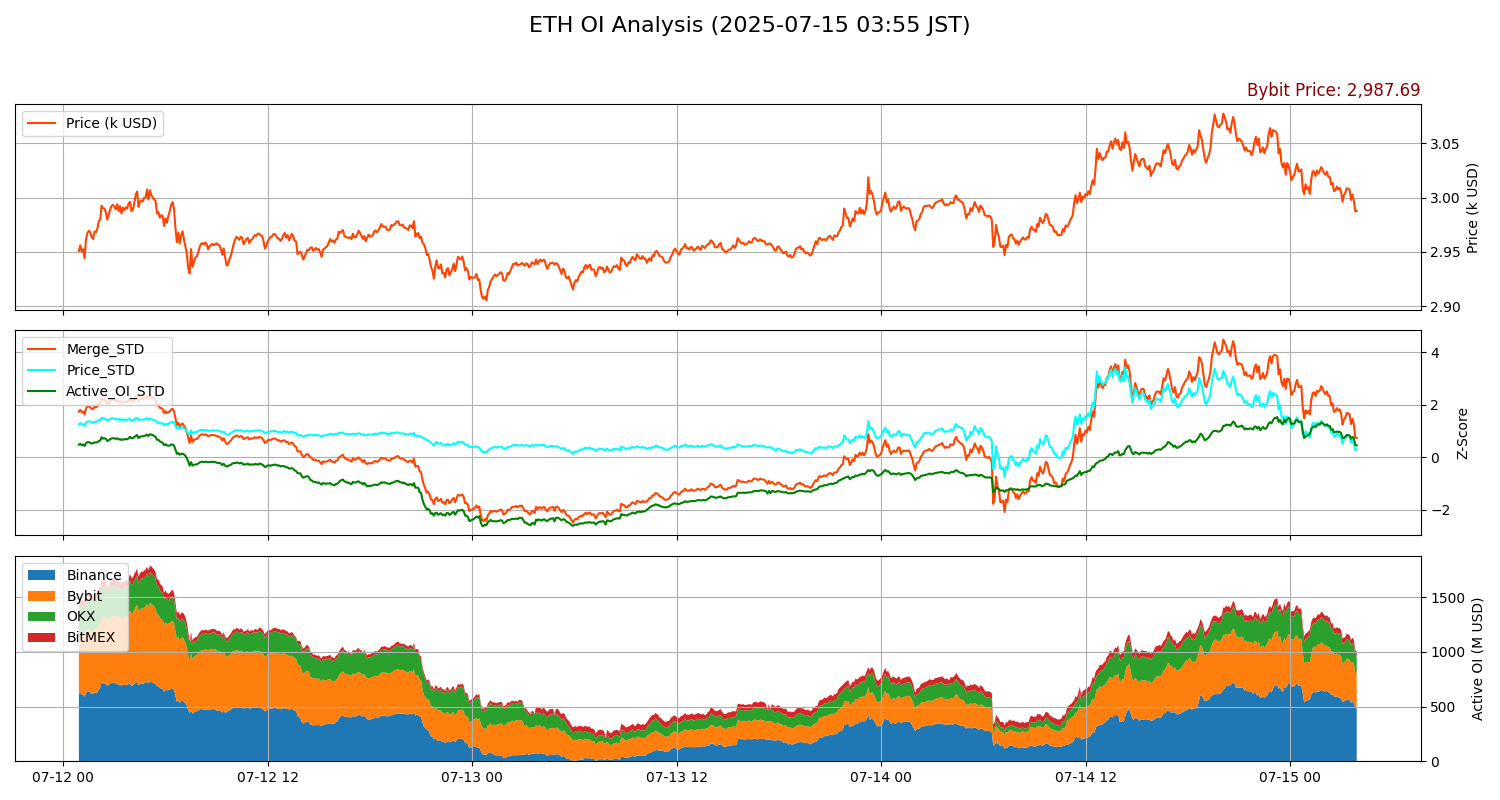 ETH OI Analysis (2025-07-15 03:55 JST)
Bybit Price: 2,987.69
Price (k USD)
3.05
3.00
2.95
2.90
Price (k USD)
Merge_STD
Price_STD
Active_OI_STD
4
2
0
−2
Z-Score
Binance
Bybit
OKX
BitMEX
1500
1000
500
0
Active OI (M USD)
07-12 00
07-12 12
07-13 00
07-13 12
07-14 00
07-14 12
07-15 00